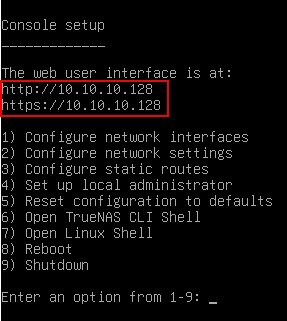 Console setup
-------------
The web user interface is at:
http://10.10.10.128
https://10.10.10.128
1) Configure network interfaces
2) Configure network settings
3) Configure static routes
4) Set up local administrator
5) Reset configuration to defaults
6) Open TrueNAS CLI Shell
7) Open Linux Shell
8) Reboot
9) Shutdown
Enter an option from 1-9: _